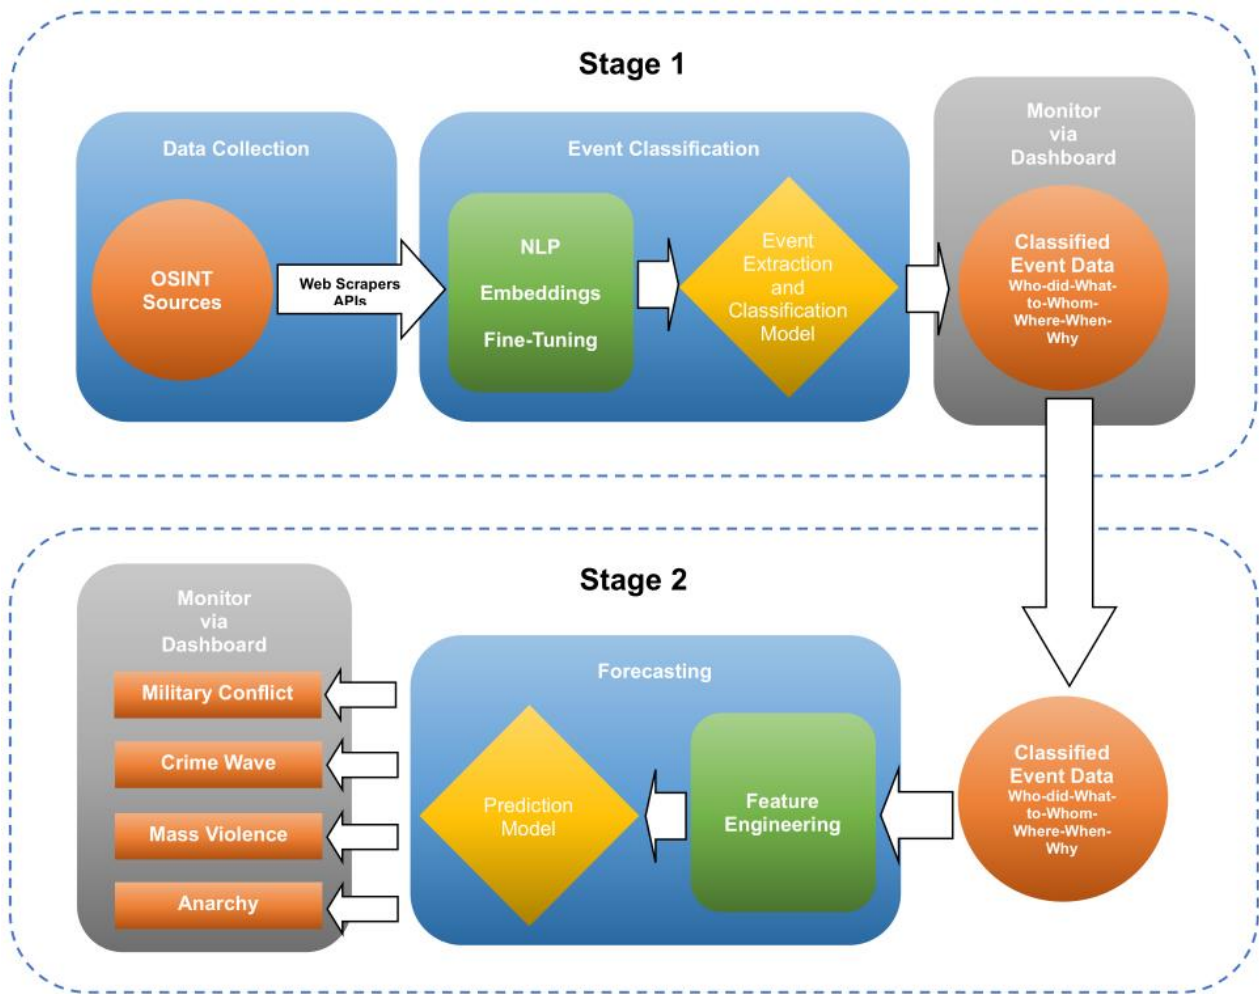 Stage 1
Data Collection
OSINT
Sources
Web Scrapers
APIs
Event Classification
NLP
Embeddings
Fine-Tuning
Event
Extraction
and
Classification
Model
Monitor
via
Dashboard
Classified
Event Data
Who-did-What-
to-Whom-
Where-When-
Why
Stage 2
Monitor
via
Dashboard
Military Conflict
Crime Wave
Mass Violence
Anarchy
Forecasting
Prediction
Model
Feature
Engineering
Classified
Event Data
Who-did-What-
to-Whom-
Where-When-
Why